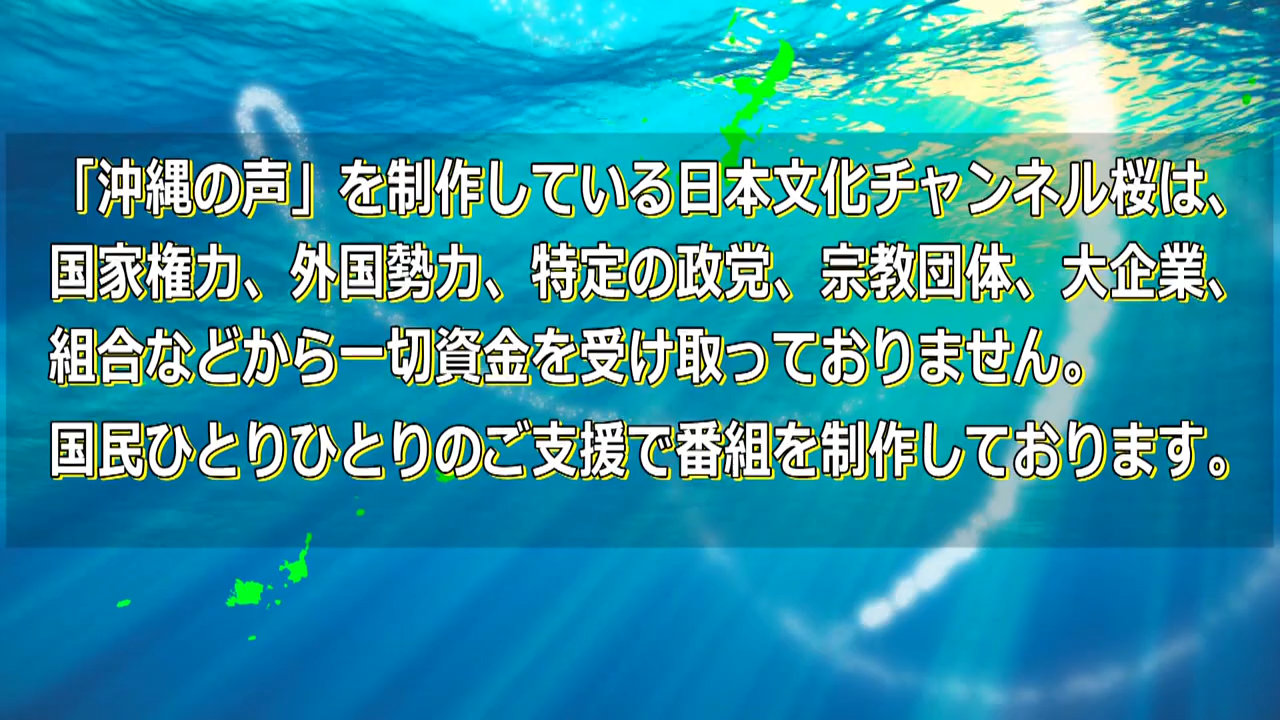 「沖縄の声」を制作している日本文化チャンネル桜は、
国家権力、外国勢力、特定の政党、宗教団体、大企業、
組合などから一切資金を受け取っておりません。
国民ひとりひとりのご支援で番組を制作しております。